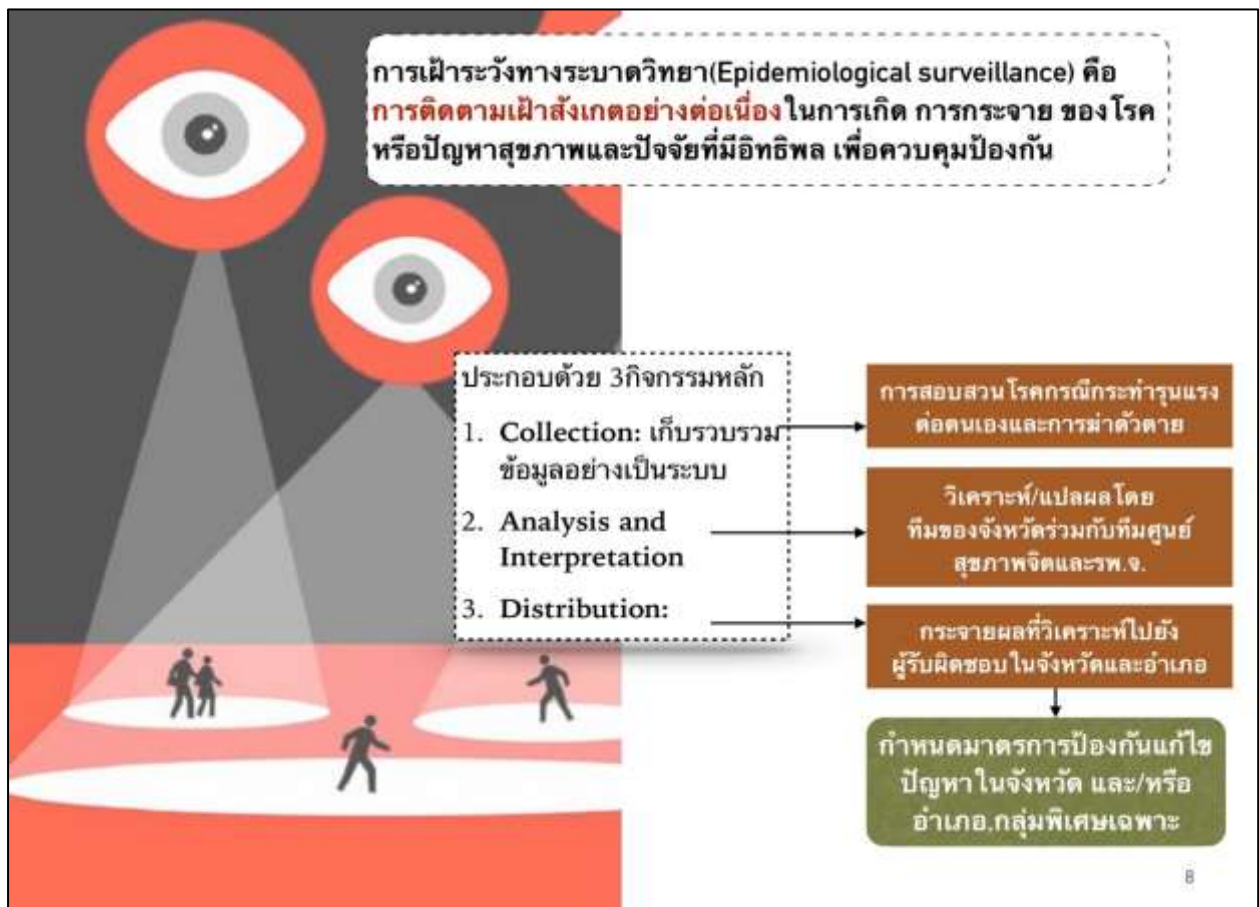 การเฝ้าระวังทางระบาดวิทยา(Epidemiological surveillance) คือ
การติดตามเฝ้าสังเกตอย่างต่อเนื่องในการเกิด การกระจาย ของโรค
หรือปัญหาสุขภาพและปัจจัยที่มีอิทธิพล เพื่อควบคุมป้องกัน
ประกอบด้วย 3กิจกรรมหลัก
1. Collection: เก็บรวบรวม
ข้อมูลอย่างเป็นระบบ
2. Analysis and
Interpretation
3. Distribution:
การสอบสวนโรคกรณีกระทำรุนแรง
ต่อตนเองและการฆ่าตัวตาย
วิเคราะห์/แปลผลโดย
ทีมของจังหวัดร่วมกับทีมศูนย์
สุขภาพจิตและรพ.จ.
กระจายผลที่วิเคราะห์ไปยัง
ผู้รับผิดชอบในจังหวัดและอำเภอ
กำหนดมาตรการป้องกันแก้ไข
ปัญหาในจังหวัด และ/หรือ
อำเภอ.กลุ่มพิเศษเฉพาะ
8